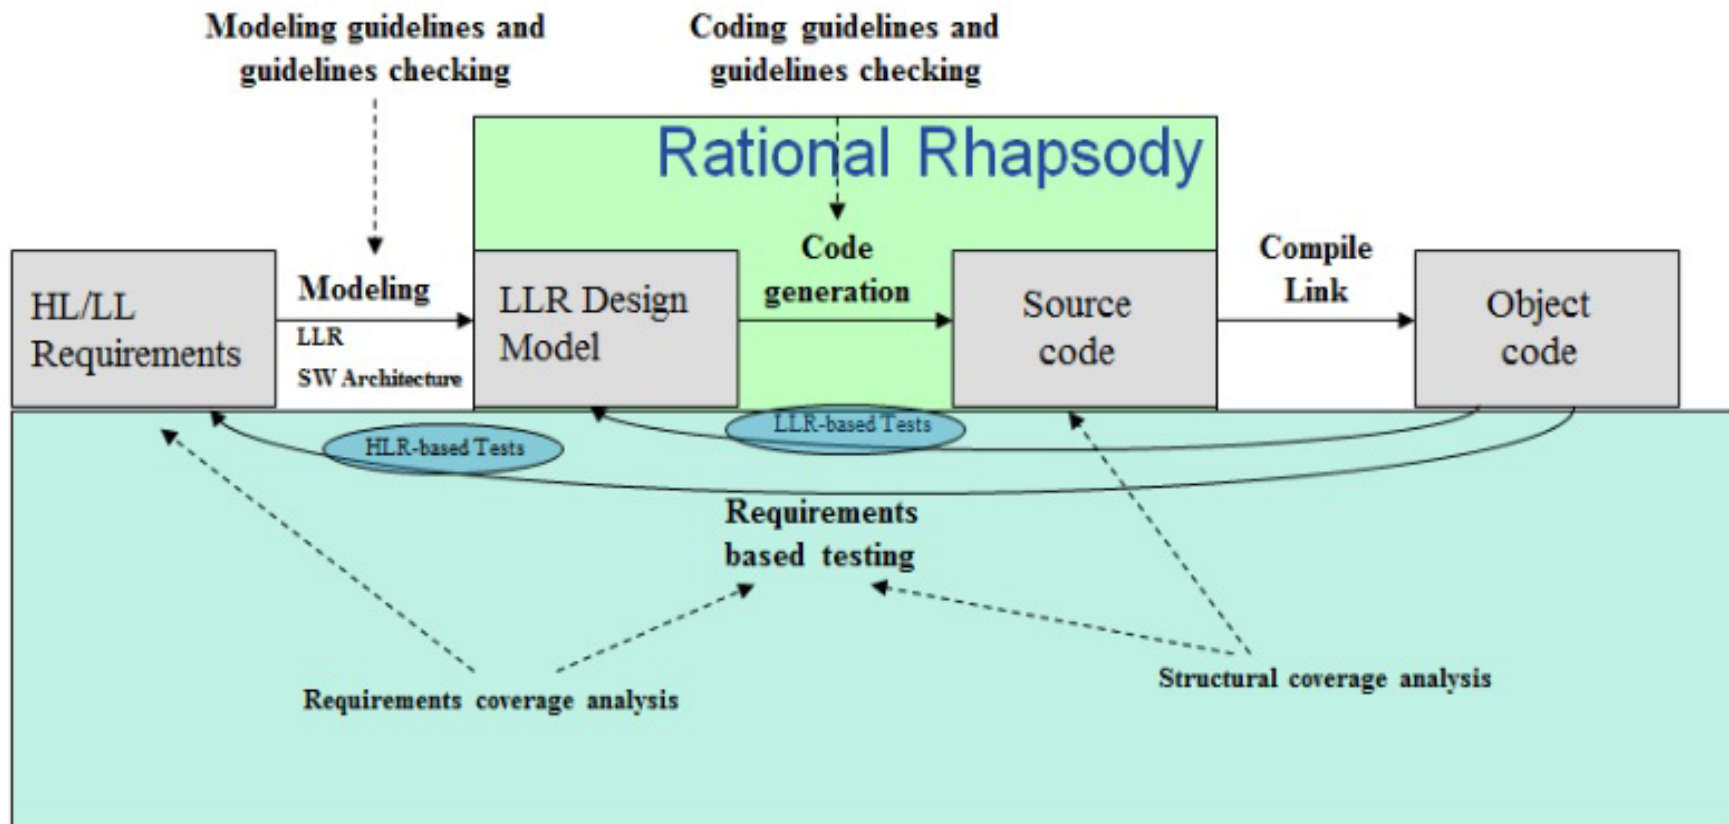 Modeling guidelines and
guidelines checking
Coding guidelines and
guidelines checking
Rational Rhapsody
HL/LL
Requirements
Modeling
LLR
SW Architecture
LLR Design
Model
Code
generation
Source
code
Compile
Link
Object
code
HLR-based Tests
LLR-based Tests
Requirements
based testing
Requirements coverage analysis
Structural coverage analysis